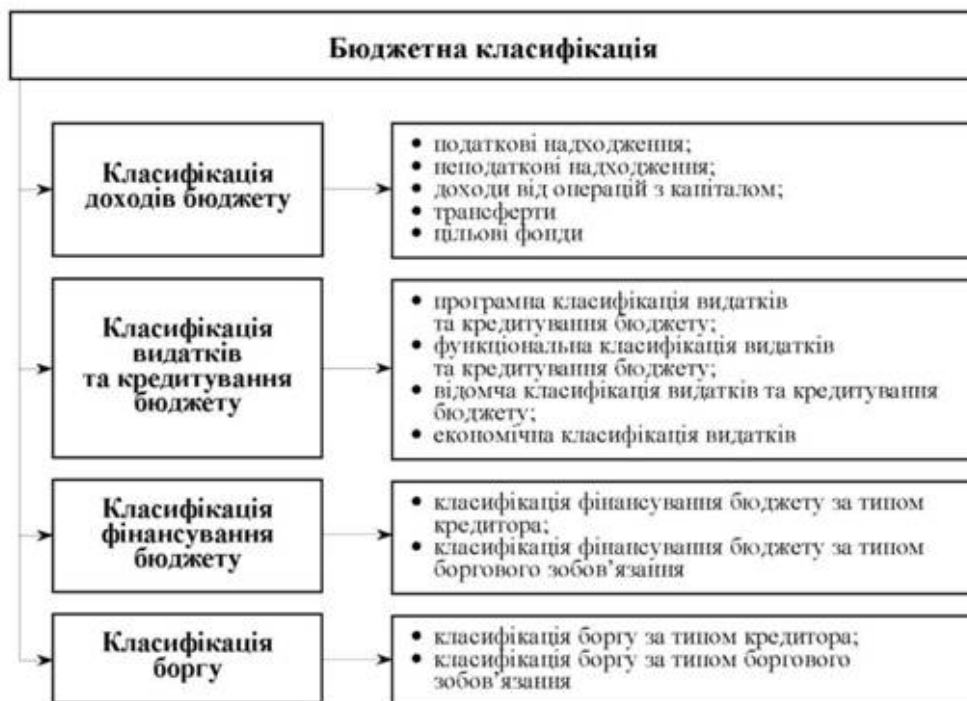 Бюджетна класифікація
Класифікація
доходів бюджету
• податкові надходження;
• неподаткові надходження;
• доходи від операцій з капіталом;
• трансферти
• цільові фонди
Класифікація
видатків
та кредитування
бюджету
• програмна класифікація видатків
та кредитування бюджету;
• функціональна класифікація видатків
та кредитування бюджету;
• відомча класифікація видатків та кредитування
бюджету;
• економічна класифікація видатків
Класифікація
фінансування
бюджету
• класифікація фінансування бюджету за типом
кредитора;
• класифікація фінансування бюджету за типом
боргового зобов’язання
Класифікація
боргу
• класифікація боргу за типом кредитора;
• класифікація боргу за типом боргового
зобов’язання